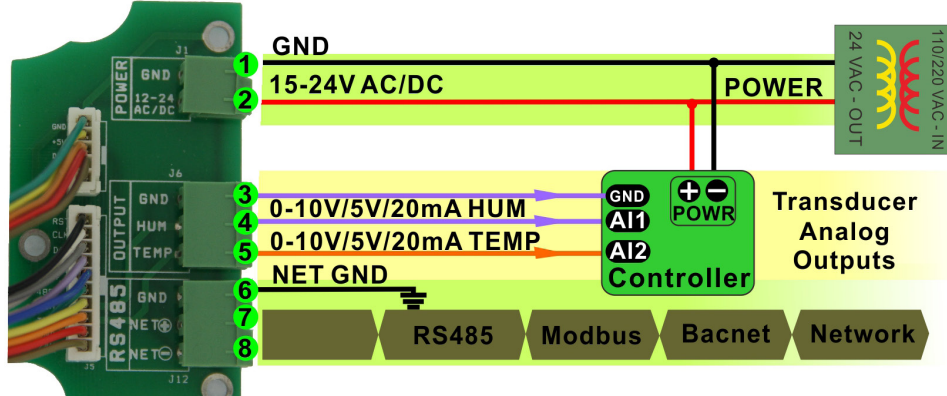 J1
POWER
GND
12-24
AC/DC
1
2
GND
15-24V AC/DC
POWER
24 VAC - OUT
110/220 VAC - IN
GND
+5V
J6
OUTPUT
GND
HUM
TEMP
3
4
5
0-10V/5V/20mA HUM
0-10V/5V/20mA TEMP
GND
AI1
AI2
+ −
POWR
Controller
Transducer
Analog
Outputs
RS485
GND
NET⊕
NET⊖
J5
J12
6
7
8
NET GND
RS485
Modbus
Bacnet
Network